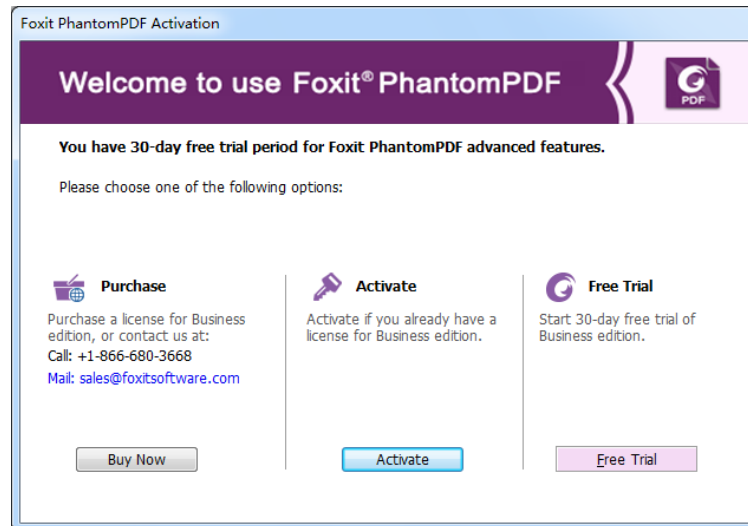 Foxit PhantomPDF Activation
Welcome to use Foxit® PhantomPDF
PDF
You have 30-day free trial period for Foxit PhantomPDF advanced features.
Please choose one of the following options:
Purchase
Purchase a license for Business
edition, or contact us at:
Call: +1-866-680-3668
Mail: sales@foxitsoftware.com
Buy Now
Activate
Activate if you already have a
license for Business edition.
Activate
Free Trial
Start 30-day free trial of
Business edition.
Free Trial